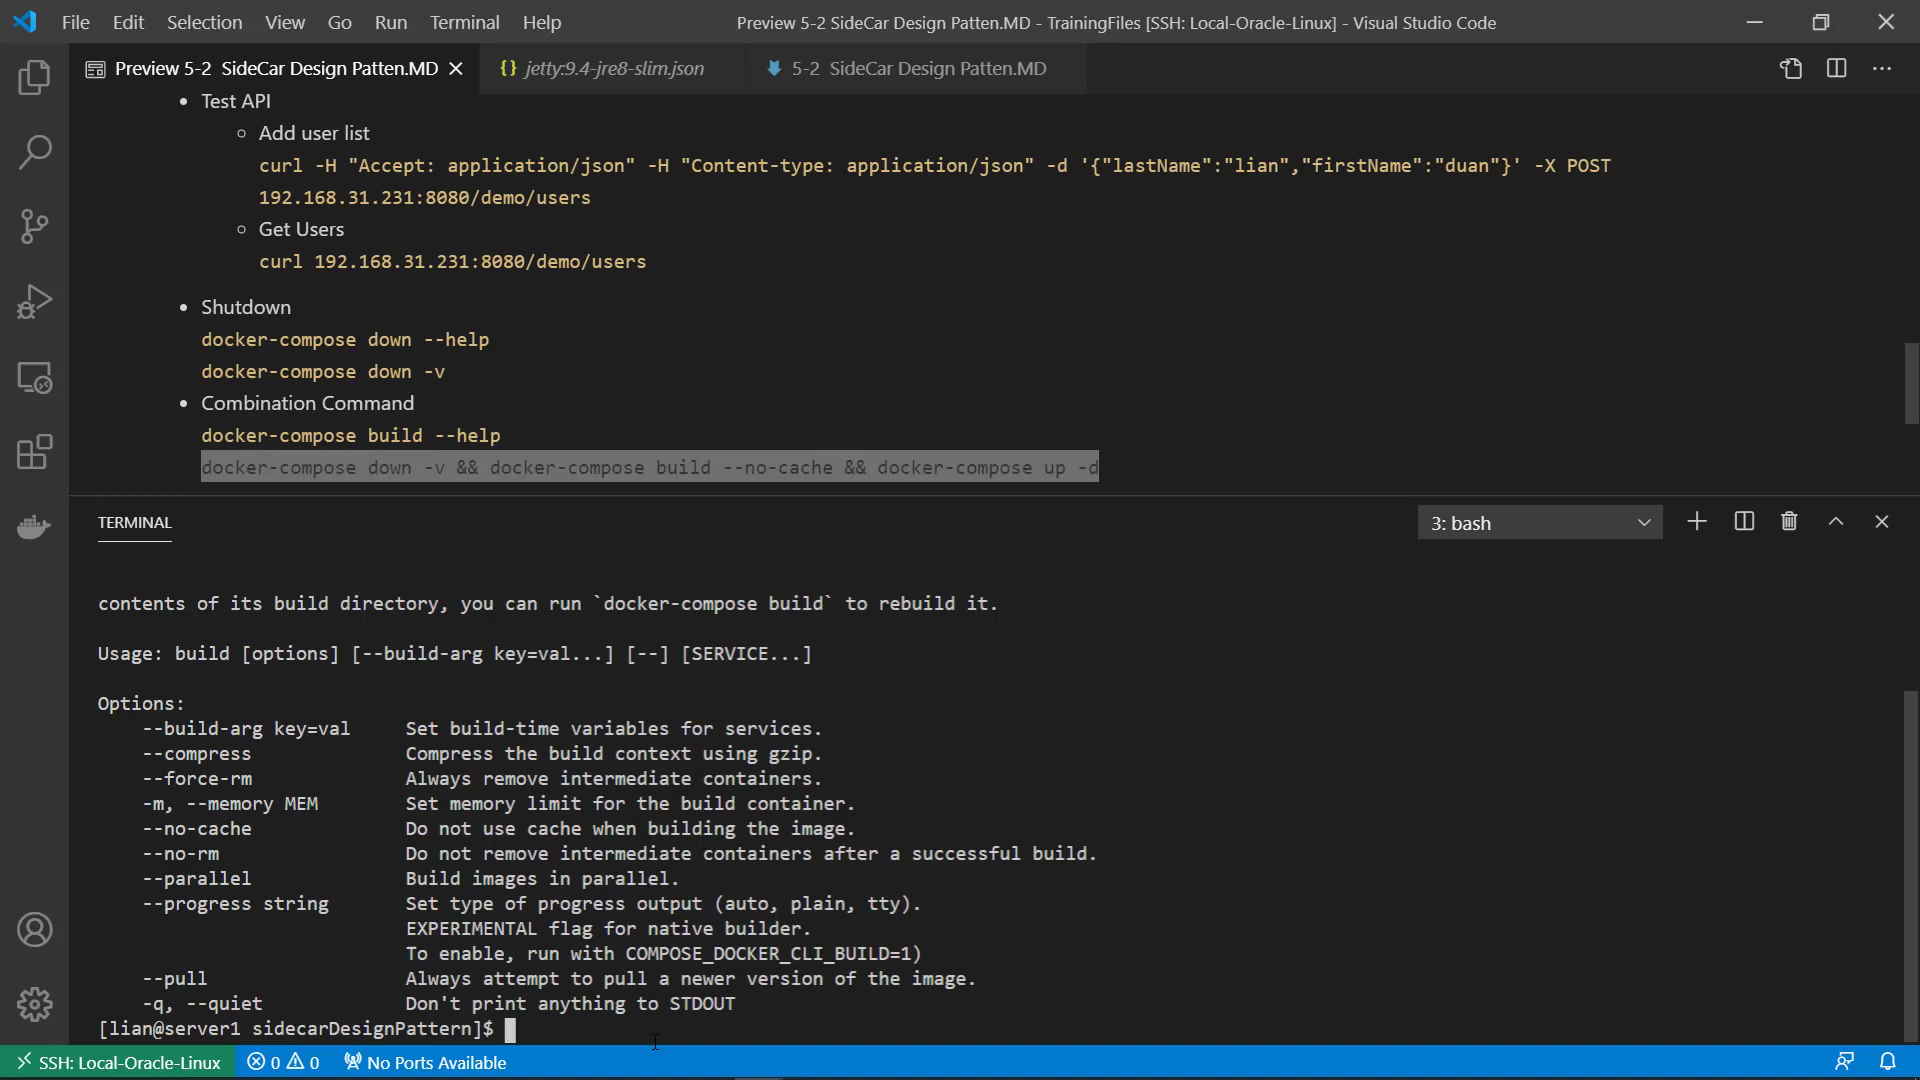 File Edit Selection View Go Run Terminal Help
Preview 5-2 SideCar Design Patten.MD - TrainingFiles [SSH: Local-Oracle-Linux] - Visual Studio Code
Preview 5-2 SideCar Design Patten.MD
{} jetty:9.4-jre8-slim.json
5-2 SideCar Design Patten.MD
Test API
Add user list
curl -H "Accept: application/json" -H "Content-type: application/json" -d '{"lastName":"lian","firstName":"duan"}' -X POST
192.168.31.231:8080/demo/users
Get Users
curl 192.168.31.231:8080/demo/users
Shutdown
docker-compose down --help
docker-compose down -v
Combination Command
docker-compose build --help
docker-compose down -v && docker-compose build --no-cache && docker-compose up -d
TERMINAL
3: bash
contents of its build directory, you can run `docker-compose build` to rebuild it.
Usage: build [options] [--build-arg key=val...] [--] [SERVICE...]
Options:
--build-arg key=val Set build-time variables for services.
--compress Compress the build context using gzip.
--force-rm Always remove intermediate containers.
-m, --memory MEM Set memory limit for the build container.
--no-cache Do not use cache when building the image.
--no-rm Do not remove intermediate containers after a successful build.
--parallel Build images in parallel.
--progress string Set type of progress output (auto, plain, tty).
EXPERIMENTAL flag for native builder.
To enable, run with COMPOSE_DOCKER_CLI_BUILD=1)
--pull Always attempt to pull a newer version of the image.
-q, --quiet Don't print anything to STDOUT
[lian@server1 sidecarDesignPattern]$
SSH: Local-Oracle-Linux 0 0 No Ports Available